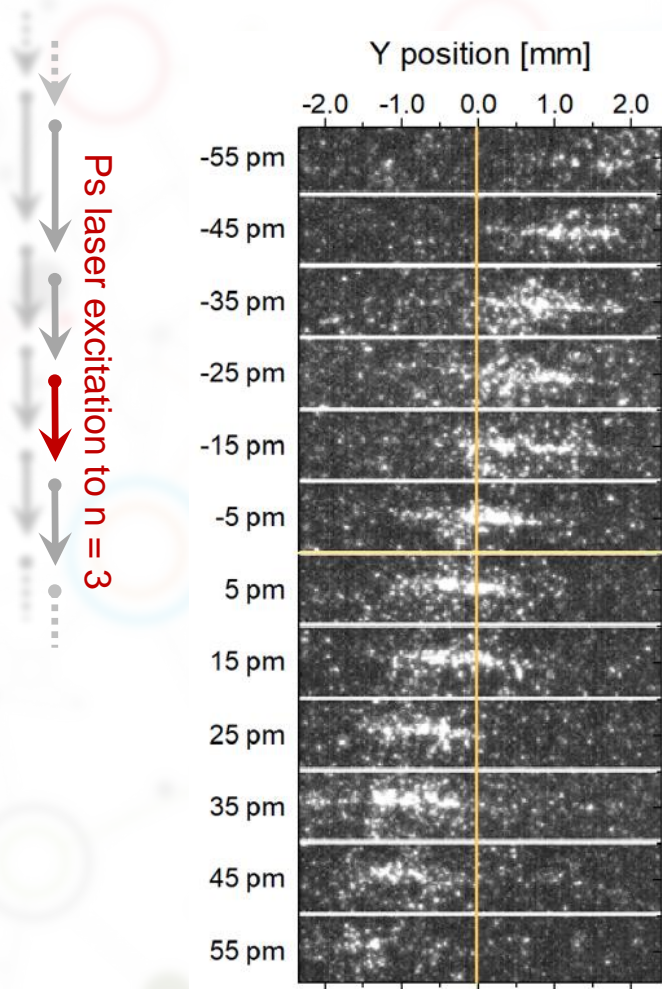 Ps laser excitation to n = 3
Y position [mm]
-2.0 -1.0 0.0 1.0 2.0
-55 pm
-45 pm
-35 pm
-25 pm
-15 pm
-5 pm
5 pm
15 pm
25 pm
35 pm
45 pm
55 pm